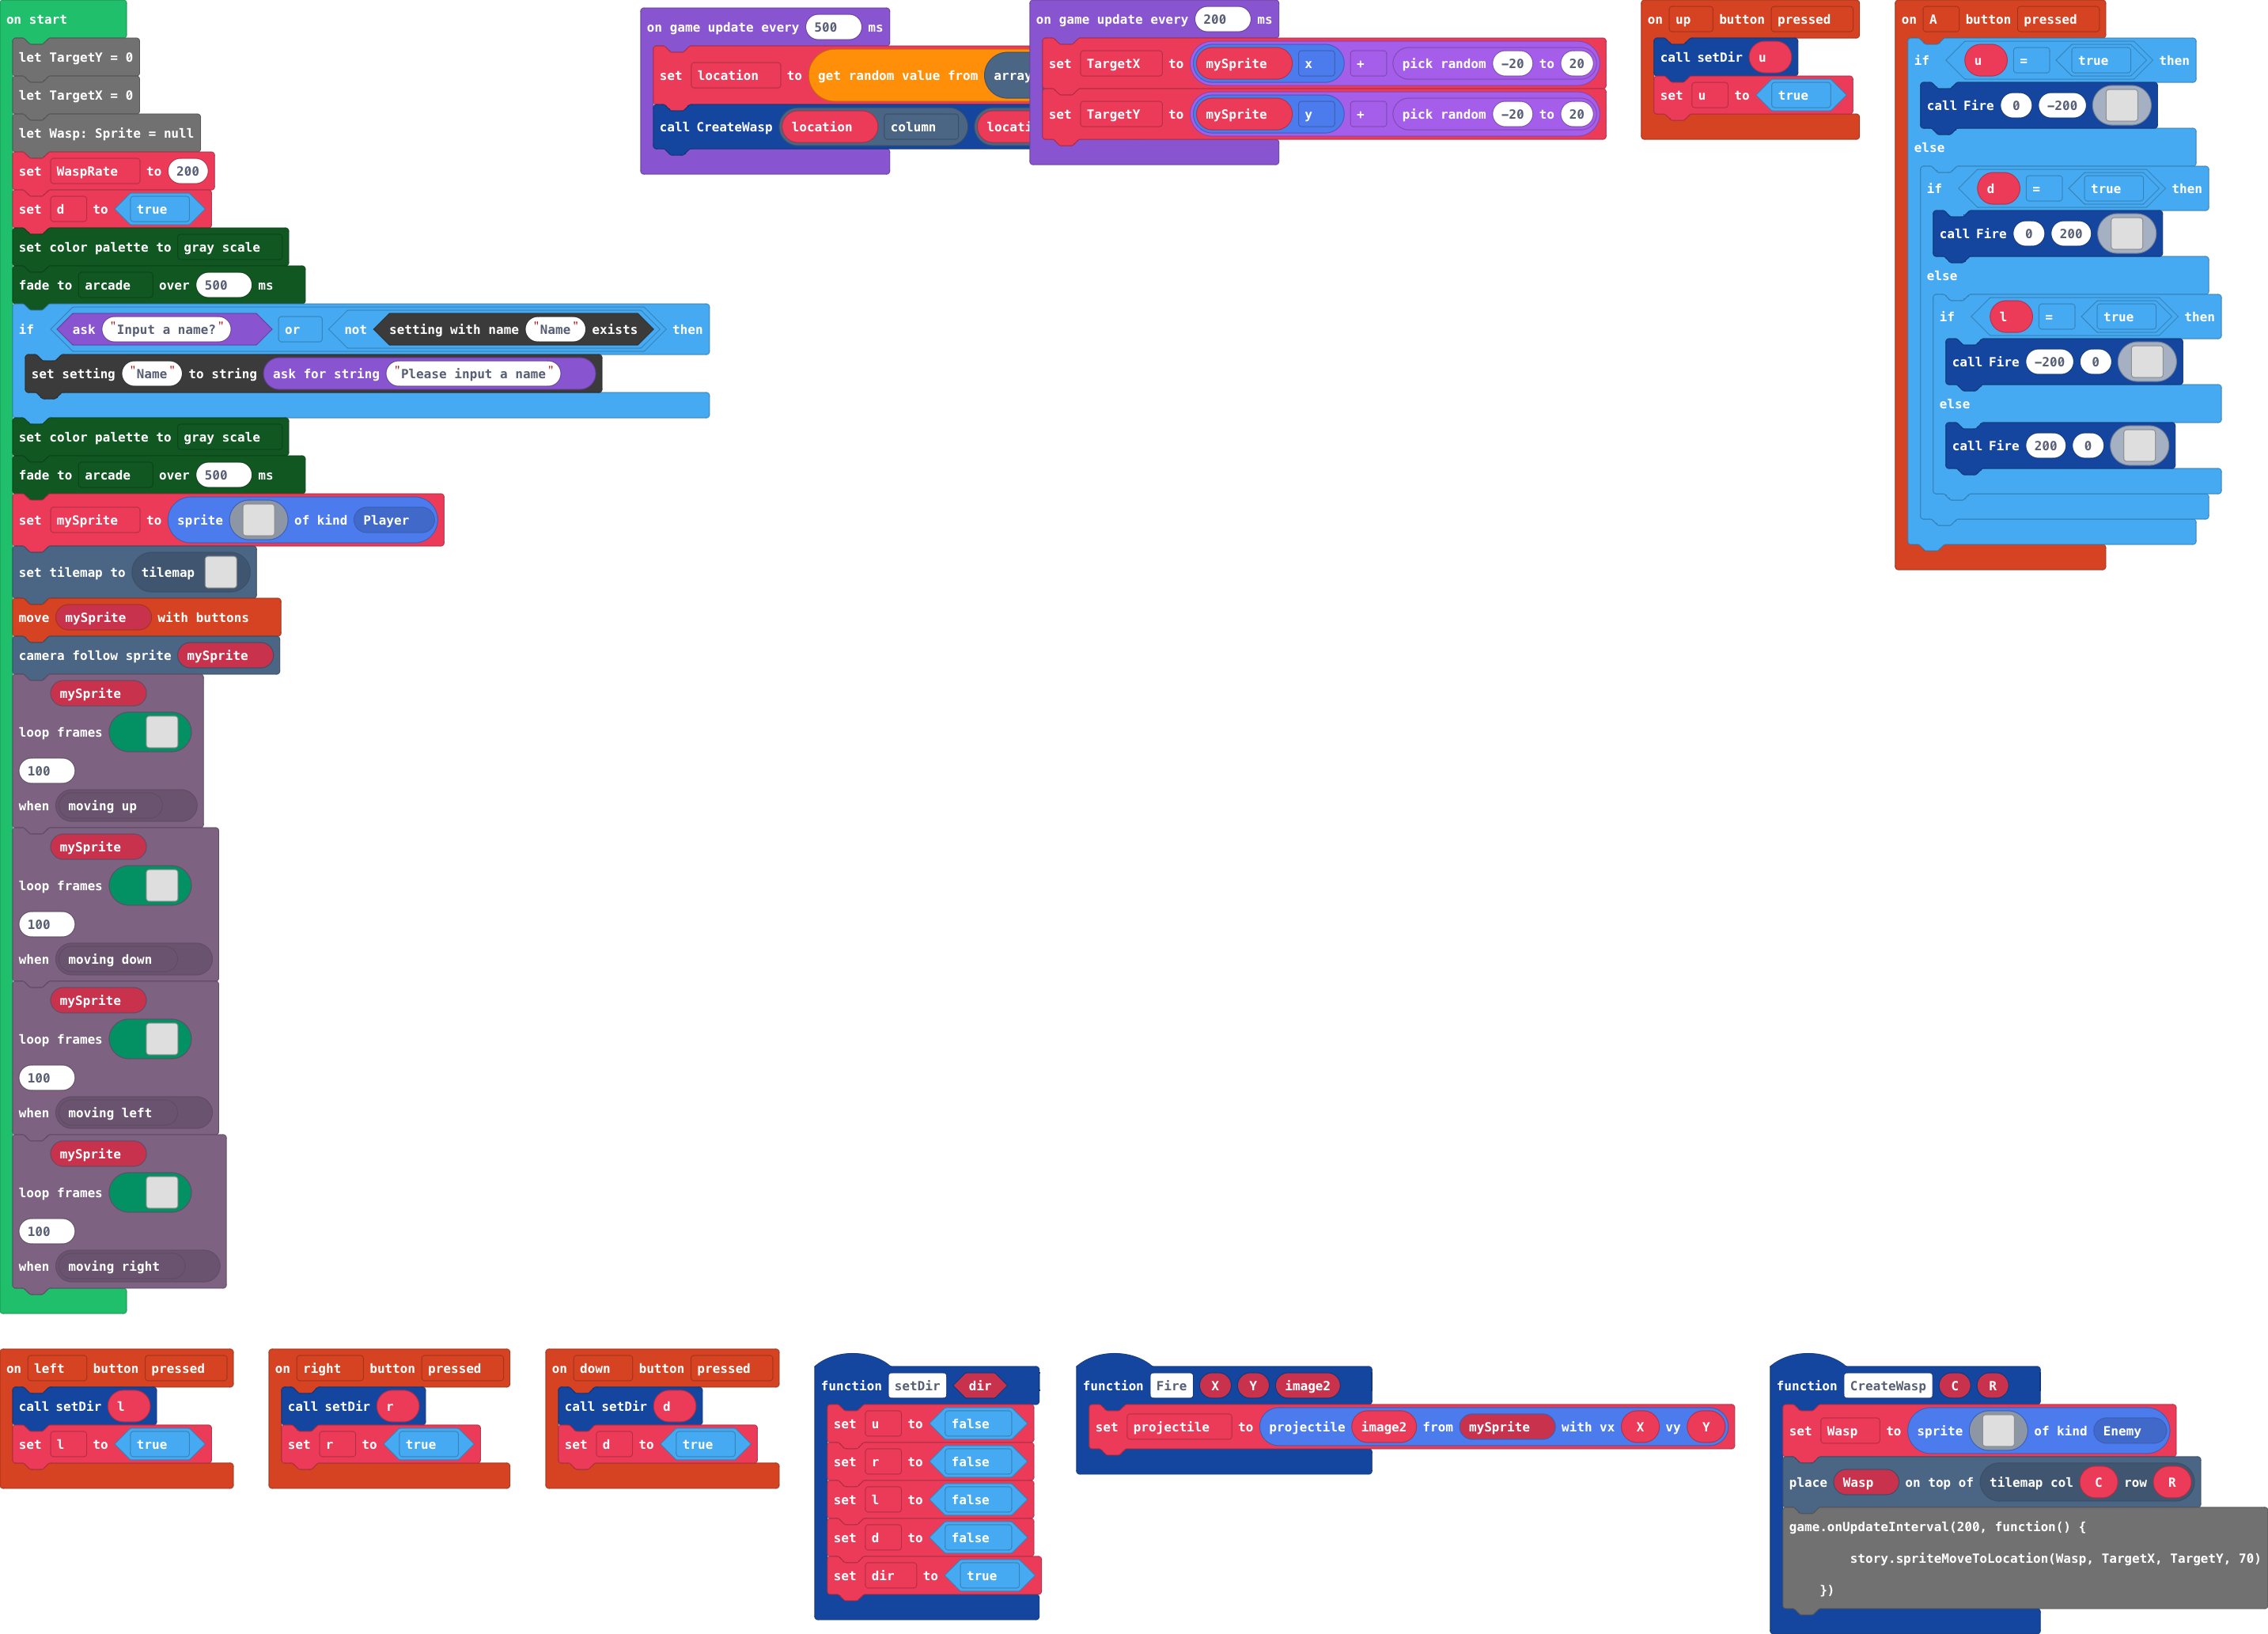 on start
let TargetY = 0
let TargetX = 0
let Wasp: Sprite = null
set WaspRate to 200
set d to true
set color palette to gray scale
fade to arcade over 500 ms
if ask "Input a name?" or not setting with name "Name" exists then
set setting "Name" to string ask for string "Please input a name"
set color palette to gray scale
fade to arcade over 500 ms
set mySprite to sprite of kind Player
set tilemap to tilemap
move mySprite with buttons
camera follow sprite mySprite
mySprite
loop frames
100
when moving up
mySprite
loop frames
100
when moving down
mySprite
loop frames
100
when moving left
mySprite
loop frames
100
when moving right
on game update every 500 ms
set location to get random value from array
call CreateWasp location column locati
on game update every 200 ms
set TargetX to mySprite x + pick random -20 to 20
set TargetY to mySprite y + pick random -20 to 20
on up button pressed
call setDir u
set u to true
on A button pressed
if u = true then
call Fire 0 -200
else
if d = true then
call Fire 0 200
else
if l = true then
call Fire -200 0
else
call Fire 200 0
on left button pressed
call setDir l
set l to true
on right button pressed
call setDir r
set r to true
on down button pressed
call setDir d
set d to true
function setDir dir
set u to false
set r to false
set l to false
set d to false
set dir to true
function Fire X Y image2
set projectile to projectile image2 from mySprite with vx X vy Y
function CreateWasp C R
set Wasp to sprite of kind Enemy
place Wasp on top of tilemap col C row R
game.onUpdateInterval(200, function() {
story.spriteMoveToLocation(Wasp, TargetX, TargetY, 70)
})